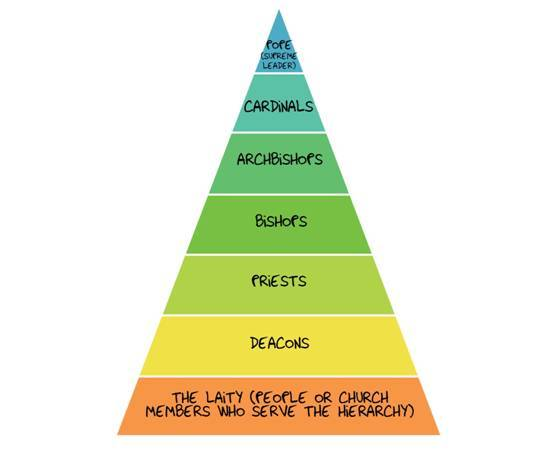 POPE
(SUPREME
LEADER)
CARDiNALS
ARCHBiSHOPS
BiSHOPS
PRiESTS
DEACONS
THE LAiTY (PEOPLE OR CHURCH
MEMBERS WHO SERVE THE HiERARCHY)